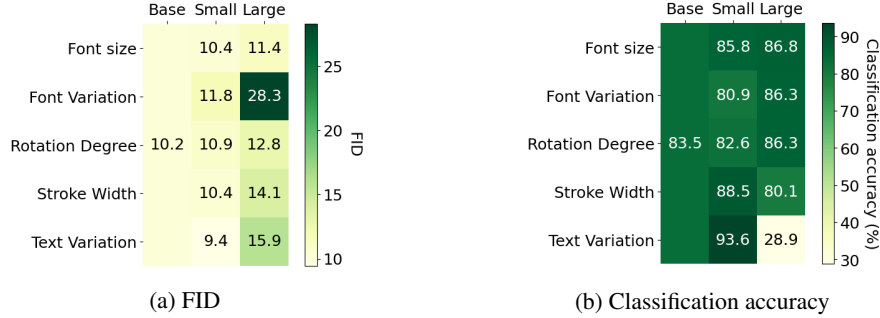 Base Small Large
Font size 10.4 11.4
Font Variation 11.8 28.3
Rotation Degree 10.2 10.9 12.8
Stroke Width 10.4 14.1
Text Variation 9.4 15.9
25
20
15
10
FID
(a) FID
Base Small Large
Font size 85.8 86.8
Font Variation 80.9 86.3
Rotation Degree 83.5 82.6 86.3
Stroke Width 88.5 80.1
Text Variation 93.6 28.9
90
80
70
60
50
40
30
Classification accuracy (%)
(b) Classification accuracy